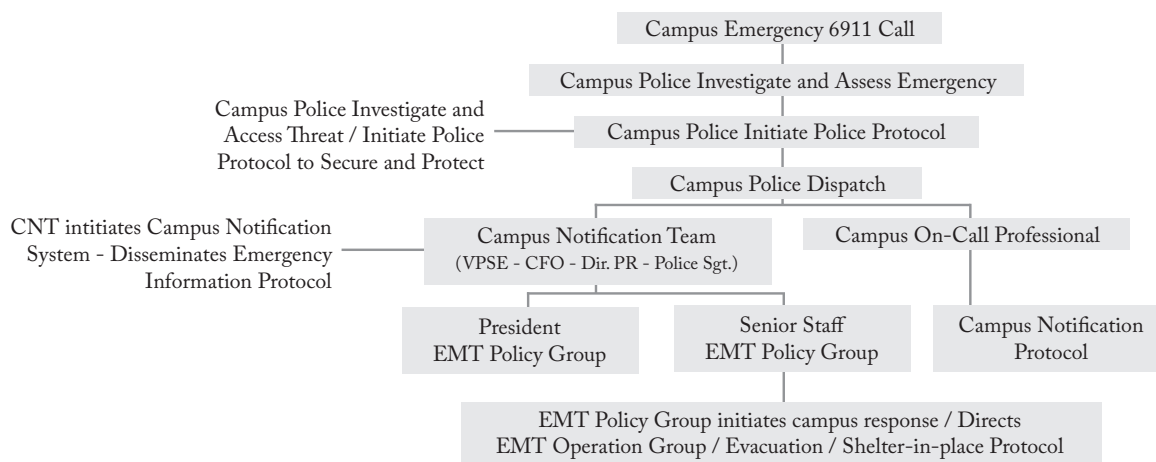 Campus Emergency 6911 Call
Campus Police Investigate and Assess Emergency
Campus Police Investigate and
Access Threat / Initiate Police
Protocol to Secure and Protect
Campus Police Initiate Police Protocol
Campus Police Dispatch
CNT intitiates Campus Notification
System - Disseminates Emergency
Information Protocol
Campus Notification Team
(VPSE - CFO - Dir. PR - Police Sgt.)
Campus On-Call Professional
President
EMT Policy Group
Senior Staff
EMT Policy Group
Campus Notification
Protocol
EMT Policy Group initiates campus response / Directs
EMT Operation Group / Evacuation / Shelter-in-place Protocol